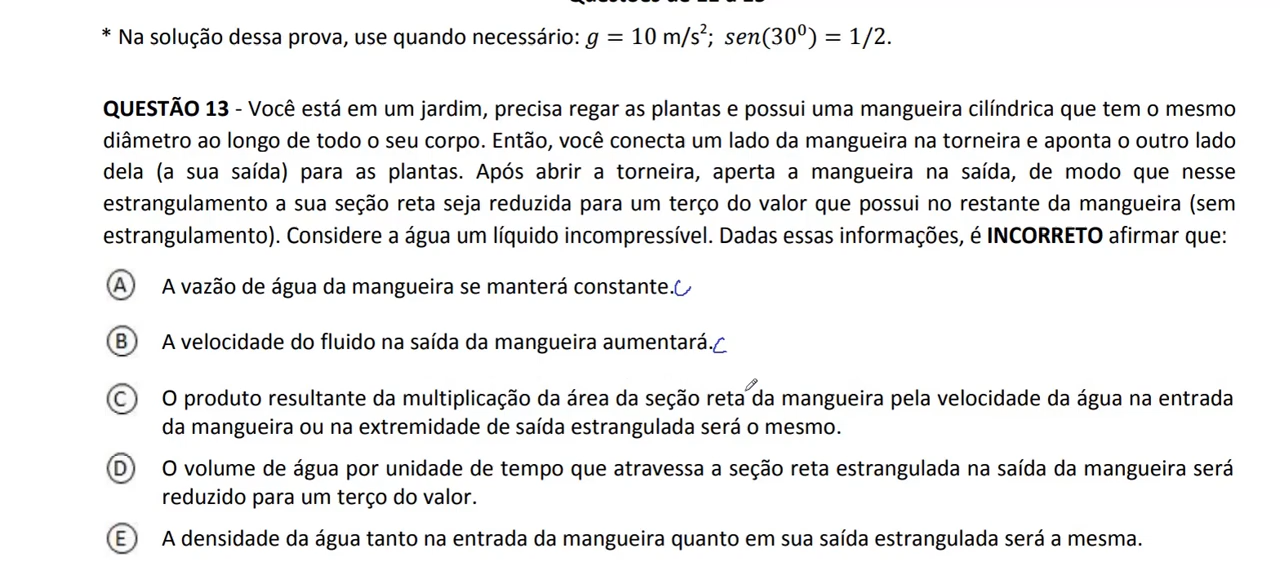 Questões de 11 a 15
* Na solução dessa prova, use quando necessário: g = 10 m/s²; sen(30⁰) = 1/2.
QUESTÃO 13 - Você está em um jardim, precisa regar as plantas e possui uma mangueira cilíndrica que tem o mesmo
diâmetro ao longo de todo o seu corpo. Então, você conecta um lado da mangueira na torneira e aponta o outro lado
dela (a sua saída) para as plantas. Após abrir a torneira, aperta a mangueira na saída, de modo que nesse
estrangulamento a sua seção reta seja reduzida para um terço do valor que possui no restante da mangueira (sem
estrangulamento). Considere a água um líquido incompressível. Dadas essas informações, é INCORRETO afirmar que:
A A vazão de água da mangueira se manterá constante. C
B A velocidade do fluido na saída da mangueira aumentará. C
C O produto resultante da multiplicação da área da seção reta da mangueira pela velocidade da água na entrada
da mangueira ou na extremidade de saída estrangulada será o mesmo.
D O volume de água por unidade de tempo que atravessa a seção reta estrangulada na saída da mangueira será
reduzido para um terço do valor.
E A densidade da água tanto na entrada da mangueira quanto em sua saída estrangulada será a mesma.